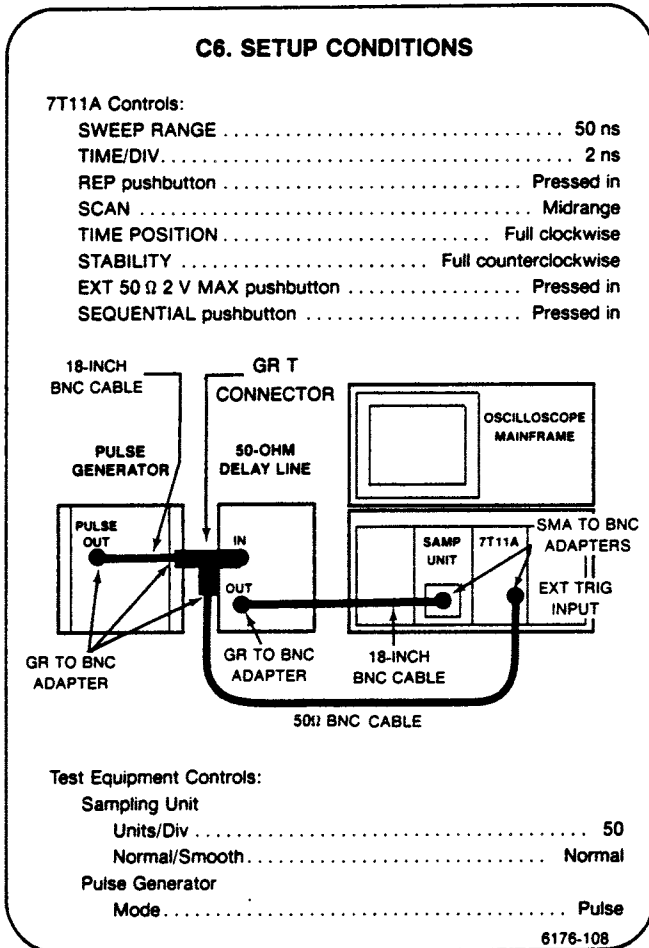 C6. SETUP CONDITIONS
7T11A Controls:
SWEEP RANGE . . . . . . . . . . . . . . . . . . . . . . . . . . . . . . . . . 50 ns
TIME/DIV. . . . . . . . . . . . . . . . . . . . . . . . . . . . . . . . . . . . . . . 2 ns
REP pushbutton . . . . . . . . . . . . . . . . . . . . . . . . . Pressed in
SCAN . . . . . . . . . . . . . . . . . . . . . . . . . . . . . . . . . . Midrange
TIME POSITION . . . . . . . . . . . . . . . . . . . . . . Full clockwise
STABILITY . . . . . . . . . . . . . . . . . . . . Full counterclockwise
EXT 50 Ω 2 V MAX pushbutton . . . . . . . . . . . . . Pressed in
SEQUENTIAL pushbutton . . . . . . . . . . . . . . . . . Pressed in
18-INCH
BNC CABLE
GR T
CONNECTOR
PULSE
GENERATOR
50-OHM
DELAY LINE
OSCILLOSCOPE
MAINFRAME
PULSE
OUT
IN
SAMP
UNIT
7T11A
SMA TO BNC
ADAPTERS
OUT
EXT TRIG
INPUT
GR TO BNC
ADAPTER
GR TO BNC
ADAPTER
18-INCH
BNC CABLE
50Ω BNC CABLE
Test Equipment Controls:
Sampling Unit
Units/Div . . . . . . . . . . . . . . . . . . . . . . . . . . . . . . . . . . . . 50
Normal/Smooth . . . . . . . . . . . . . . . . . . . . . . . . . . . Normal
Pulse Generator
Mode . . . . . . . . . . . . . . . . . . . . . . . . . . . . . . . . . . . . . Pulse
6176-108